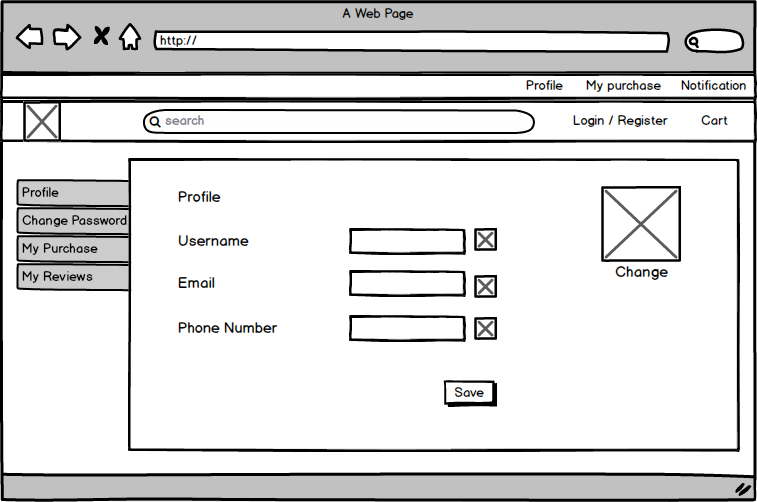 A Web Page
http://
Profile My purchase Notification
search Login / Register Cart
Profile
Change Password
My Purchase
My Reviews
Profile
Username
Email
Phone Number
Change
Save